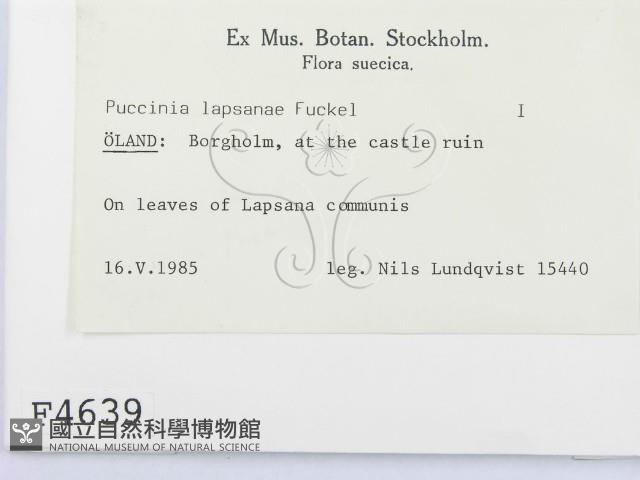 Ex Mus. Botan. Stockholm.
Flora suecica.
Puccinia lapsanae Fuckel I
ÖLAND: Borgholm, at the castle ruin
On leaves of Lapsana communis
16.V.1985 leg. Nils Lundqvist 15440
F4639
國立自然科學博物館
NATIONAL MUSEUM OF NATURAL SCIENCE